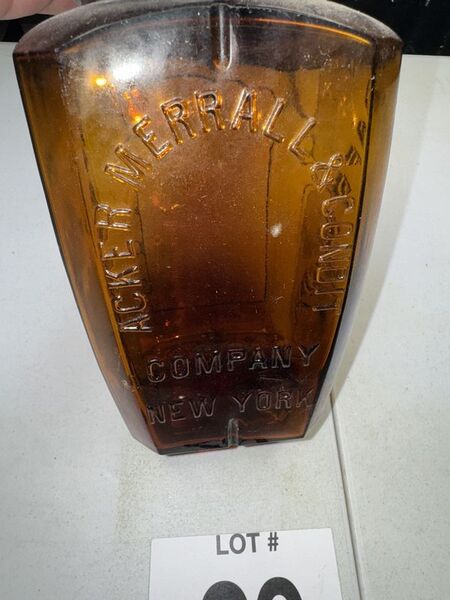 ACKER MERRALL & CONDIT
COMPANY
NEW YORK
LOT #